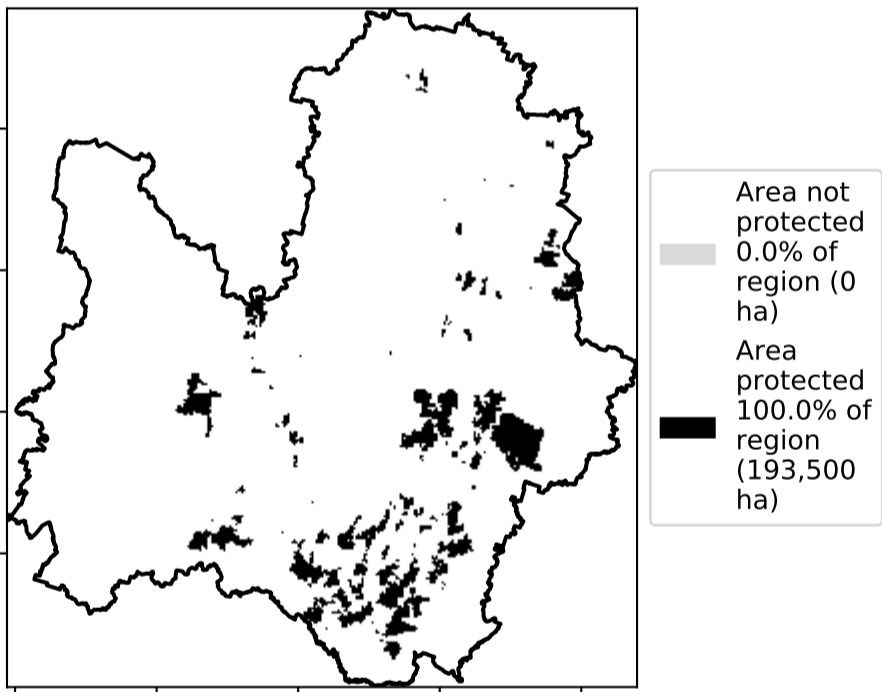 Area not
protected
0.0% of
region (0
ha)
Area
protected
100.0% of
region
(193,500
ha)